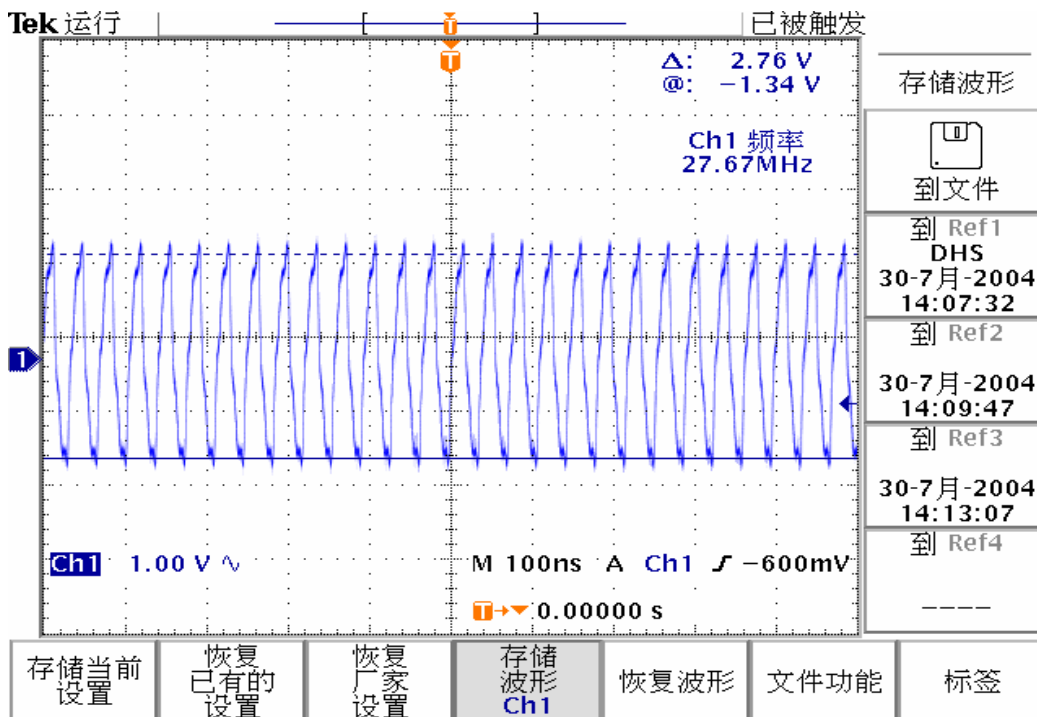 Tek 运行
T
已被触发
T
Δ: 2.76 V
@: −1.34 V
Ch1 频率
27.67MHz
1
Ch1 1.00 V ∿
M 100ns A Ch1 ʃ −600mV
T→▼ 0.00000 s
存储波形
到文件
到 Ref1
DHS
30-7月-2004
14:07:32
到 Ref2
30-7月-2004
14:09:47
到 Ref3
30-7月-2004
14:13:07
到 Ref4
----
存储当前
设置
恢复
已有的
设置
恢复
厂家
设置
存储
波形
Ch1
恢复波形
文件功能
标签